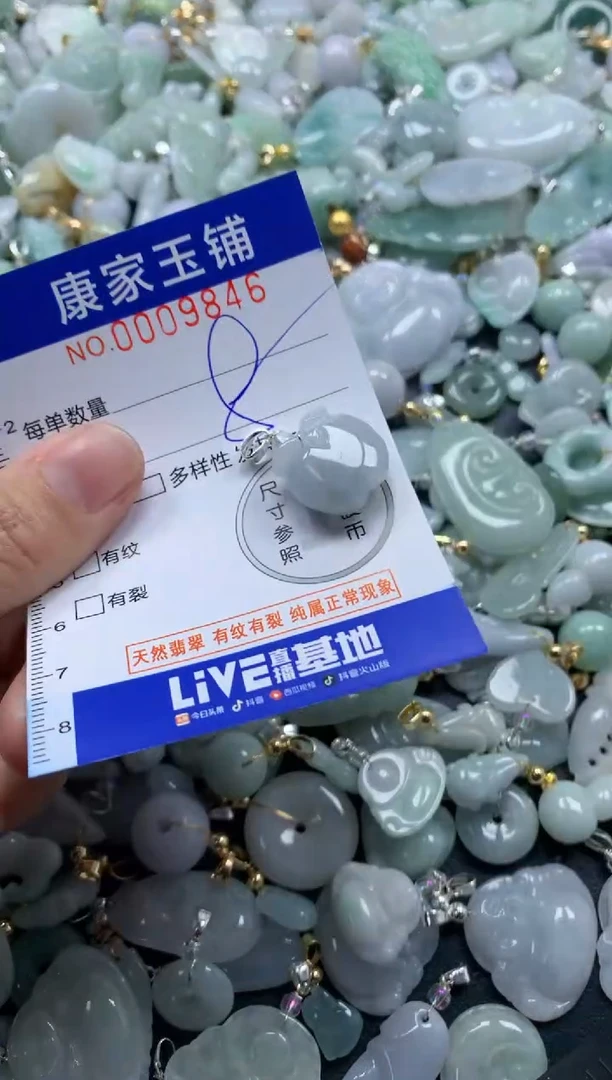 康家玉铺
NO.0009846
每单数量
多样性
尺寸参照
币
有纹
有裂
6
7
8
天然翡翠 有纹有裂 纯属正常现象
LIVE直播基地
今日头条 抖音 西瓜视频 抖音火山版